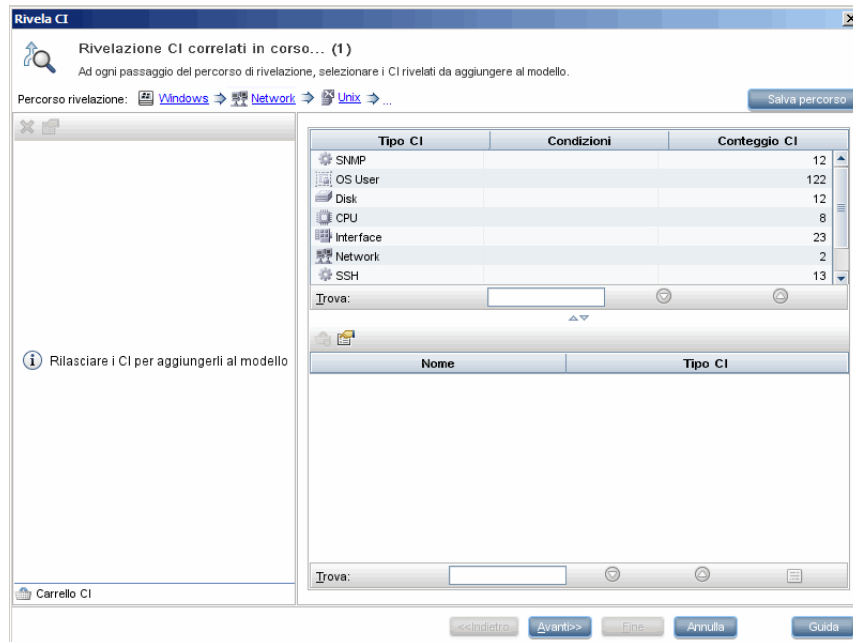 Rivela CI
Rivelazione CI correlati in corso... (1)
Ad ogni passaggio del percorso di rivelazione, selezionare i CI rivelati da aggiungere al modello.
Percorso rivelazione: Windows Network Unix ...
Salva percorso
Tipo CI Condizioni Conteggio CI
SNMP 12
OS User 122
Disk 12
CPU 8
Interface 23
Network 2
SSH 13
Trova:
Rilasciare i CI per aggiungerli al modello
Nome Tipo CI
Trova:
Carrello CI
<<Indietro Avanti>> Fine Annulla Guida